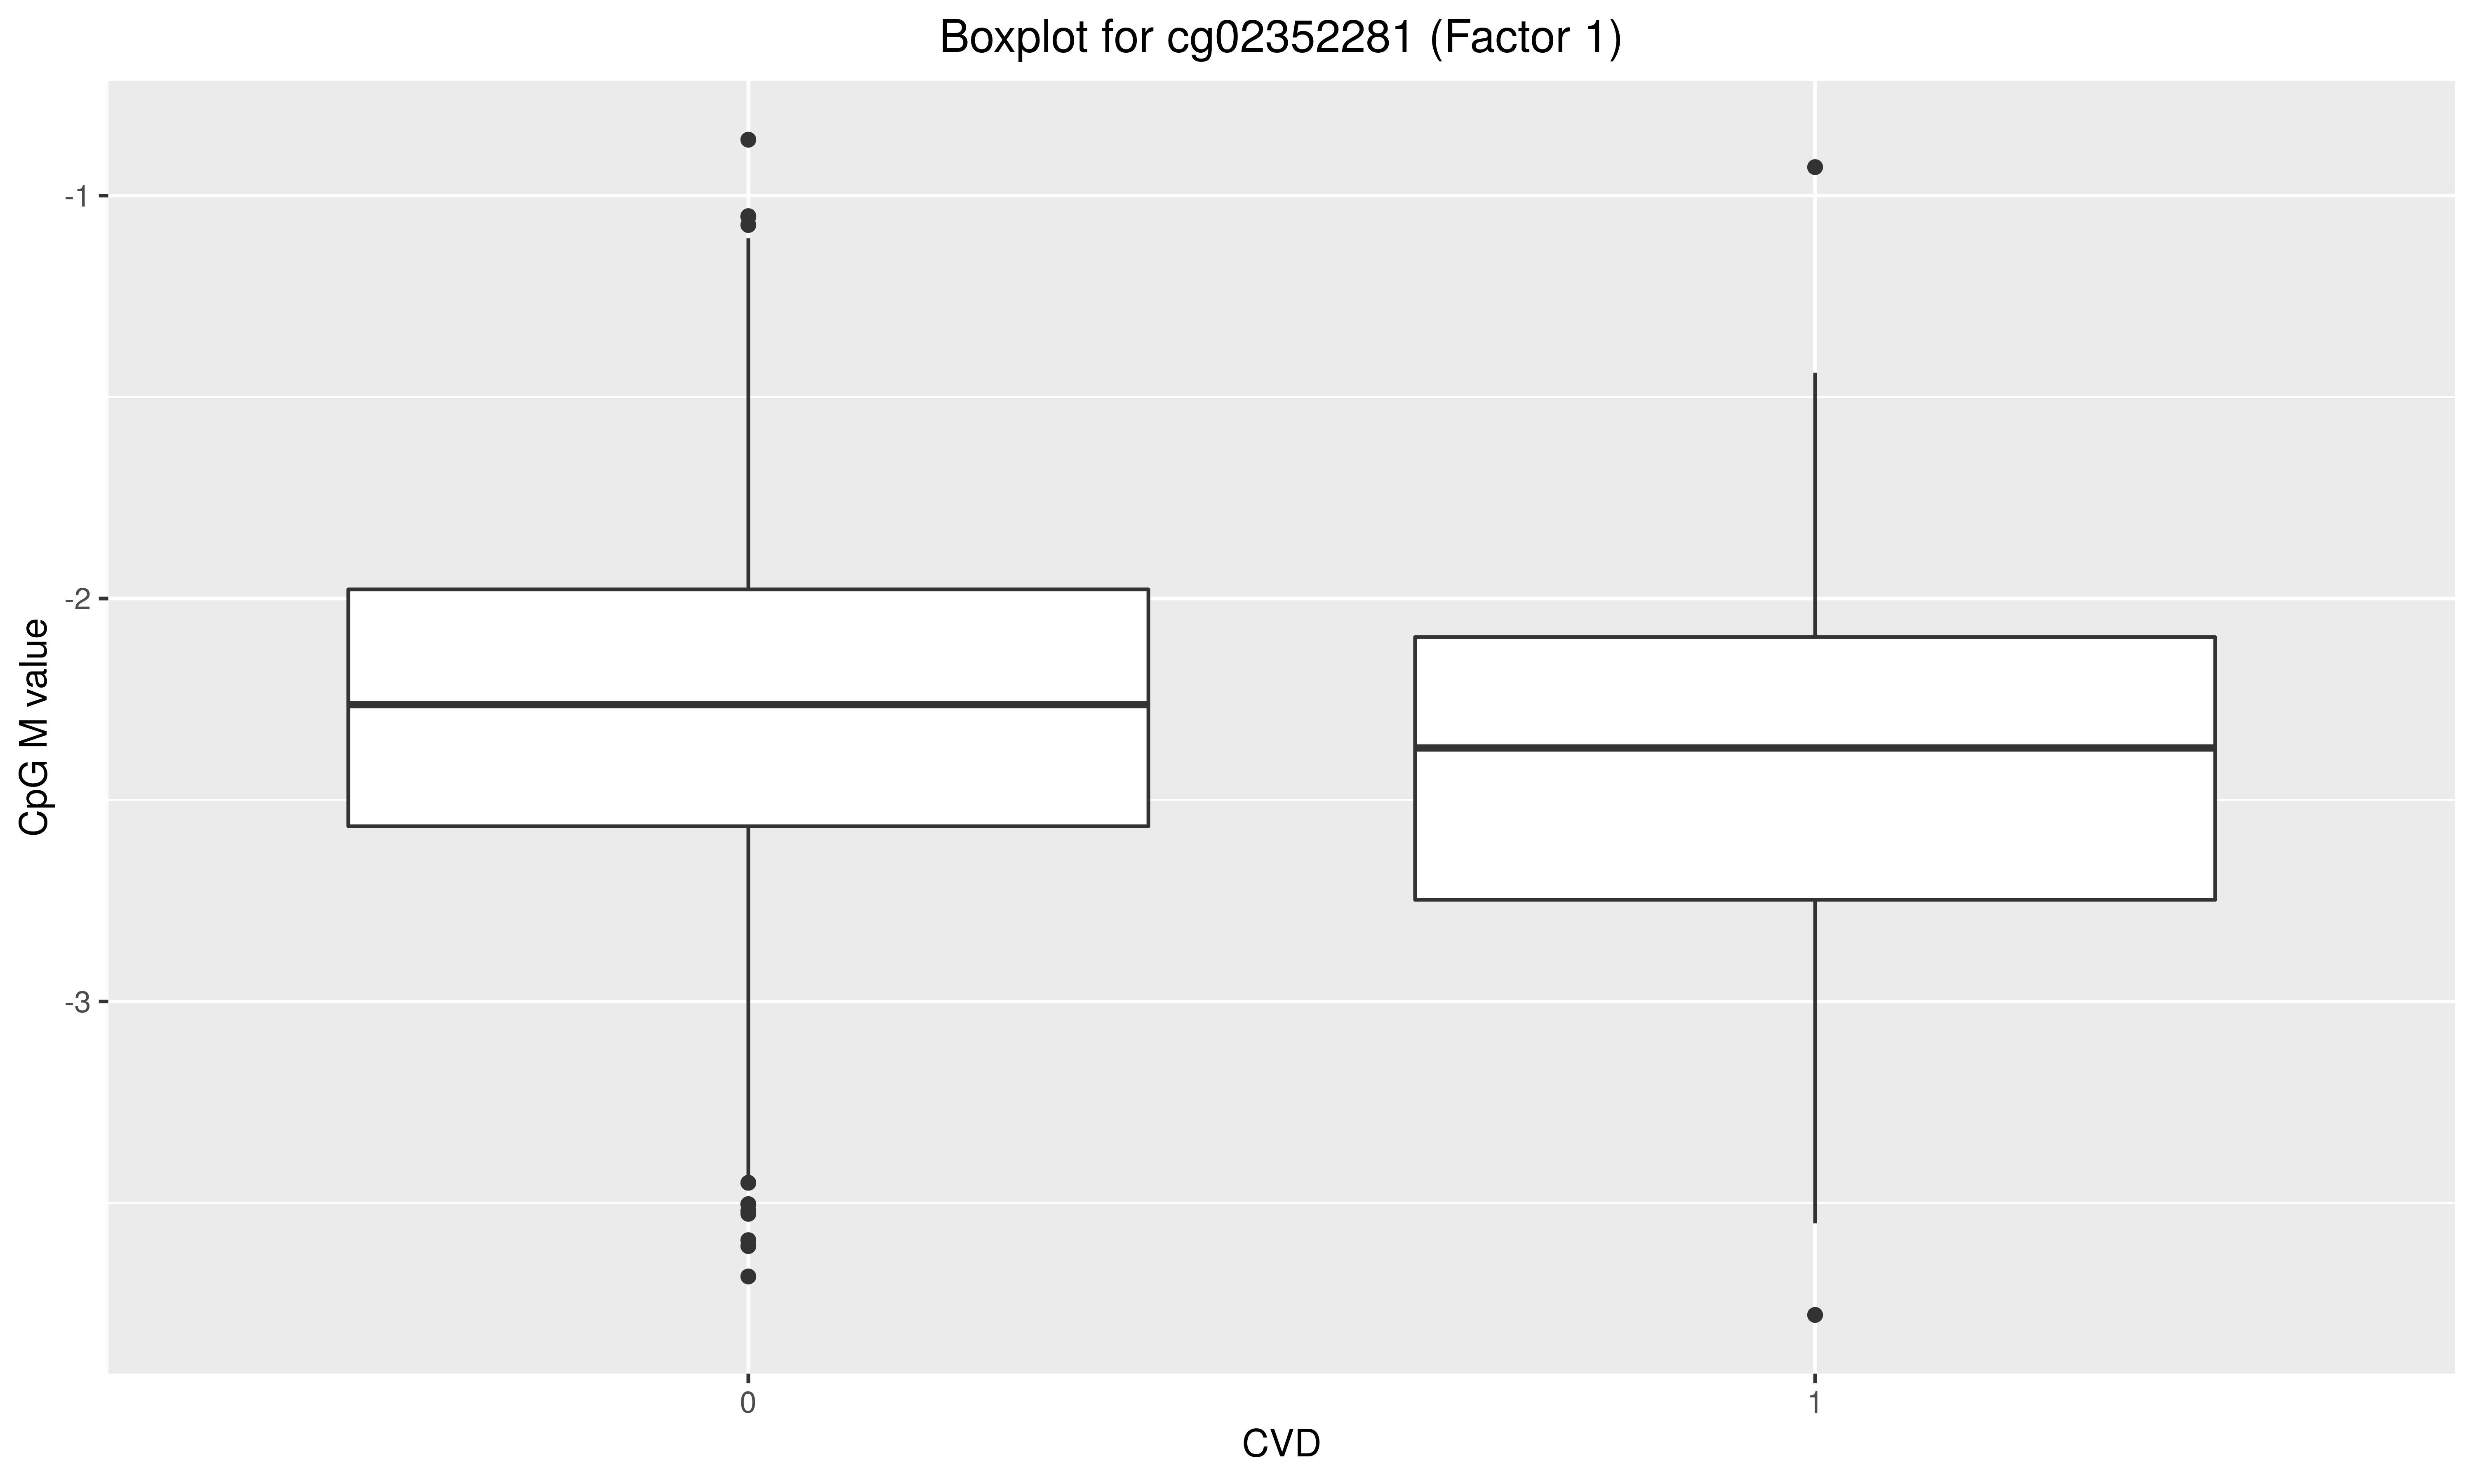 Boxplot for cg02352281 (Factor 1)
CpG M value
-1
-2
-3
0
1
CVD